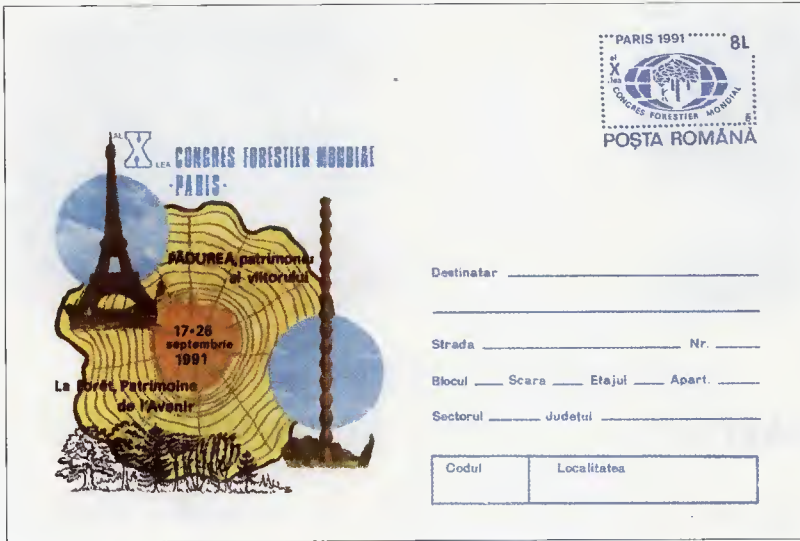 PARIS 1991 8L
al X lea
CONGRES FORESTIER MONDIAL
POȘTA ROMÂNĂ
AL X LEA CONGRES FORESTIER MONDIAL
·PARIS·
PĂDUREA, patrimoniu
al viitorului
17·26
septembrie
1991
La Forêt, Patrimoine
de l'Avenir
Destinatar
Strada Nr.
Blocul Scara Etajul Apart.
Sectorul Județul
Codul Localitatea